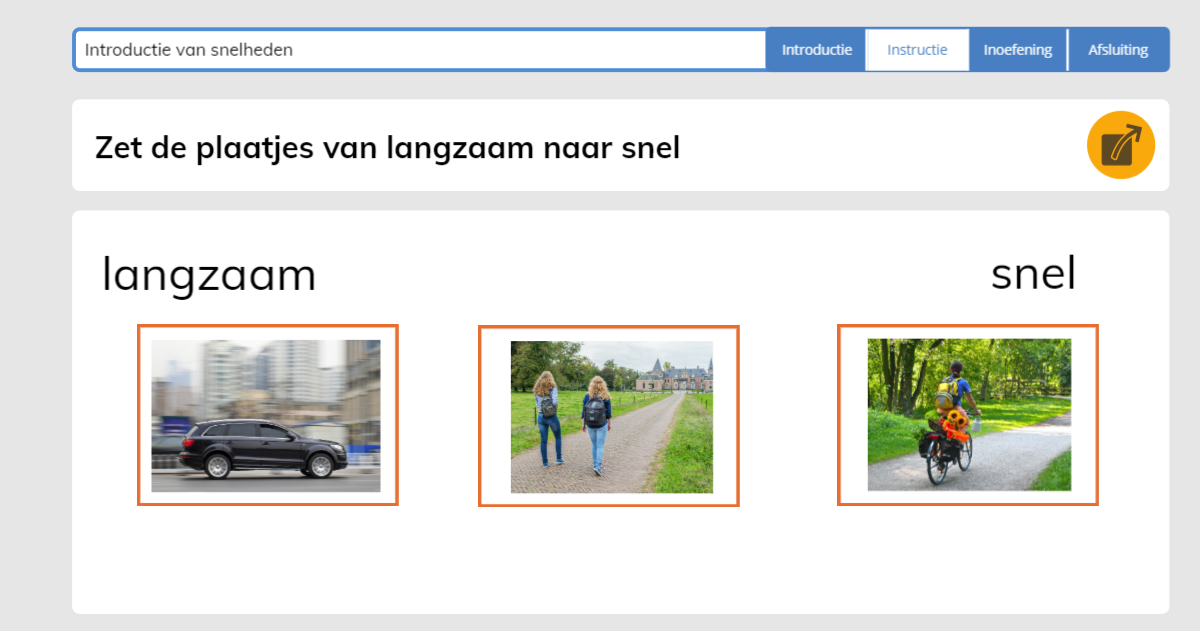 Introductie van snelheden
Introductie Instructie Inoefening Afsluiting
Zet de plaatjes van langzaam naar snel
langzaam snel